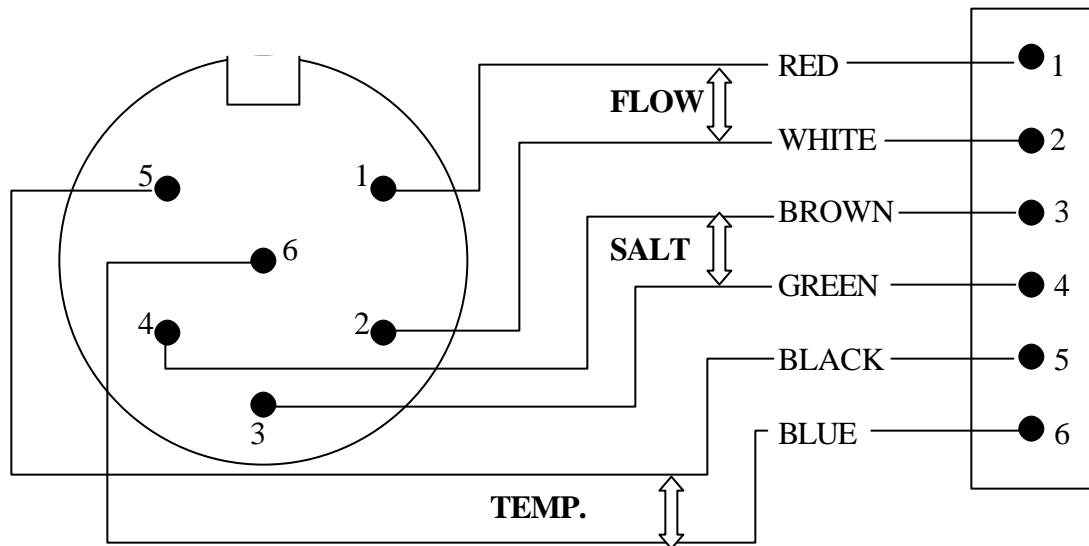 RED 1
FLOW
WHITE 2
5 1
BROWN 3
6 SALT
GREEN 4
4 2
BLACK 5
3 BLUE 6
TEMP.